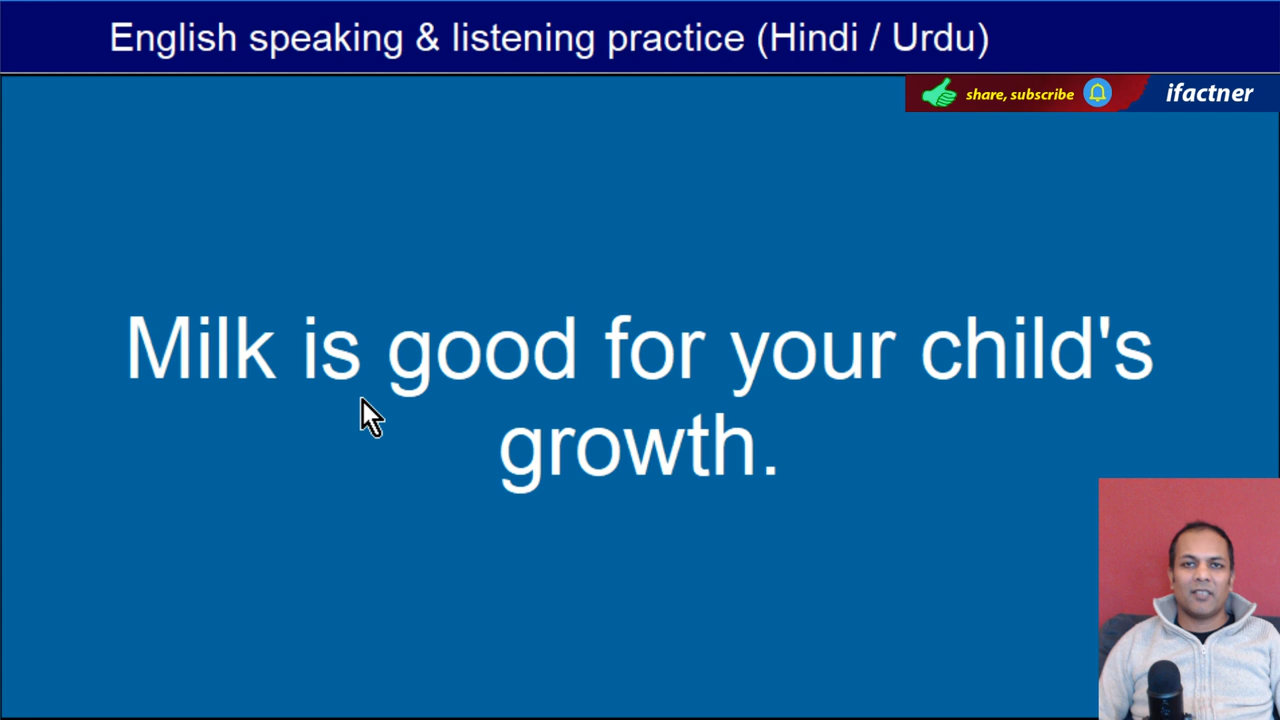 English speaking & listening practice (Hindi / Urdu)
share, subscribe
ifactner
Milk is good for your child's
growth.